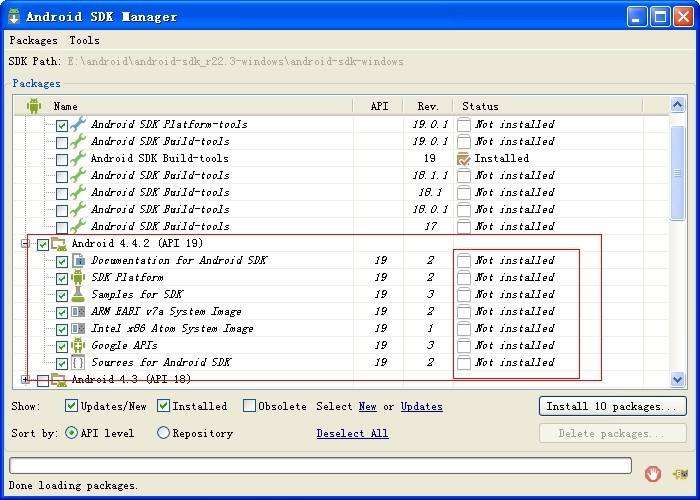 Android SDK Manager
Packages Tools
SDK Path: E:\android\android-sdk_r22.3-windows\android-sdk-windows
Packages
Name API Rev. Status
Android SDK Platform-tools 19.0.1 Not installed
Android SDK Build-tools 19.0.1 Not installed
Android SDK Build-tools 19 Installed
Android SDK Build-tools 18.1.1 Not installed
Android SDK Build-tools 18.1 Not installed
Android SDK Build-tools 18.0.1 Not installed
Android SDK Build-tools 17 Not installed
Android 4.4.2 (API 19)
Documentation for Android SDK 19 2 Not installed
SDK Platform 19 2 Not installed
Samples for SDK 19 3 Not installed
ARM EABI v7a System Image 19 2 Not installed
Intel x86 Atom System Image 19 1 Not installed
Google APIs 19 3 Not installed
Sources for Android SDK 19 2 Not installed
Android 4.3 (API 18)
Show: Updates/New Installed Obsolete Select New or Updates Install 10 packages...
Sort by: API level Repository Deselect All Delete packages...
Done loading packages.